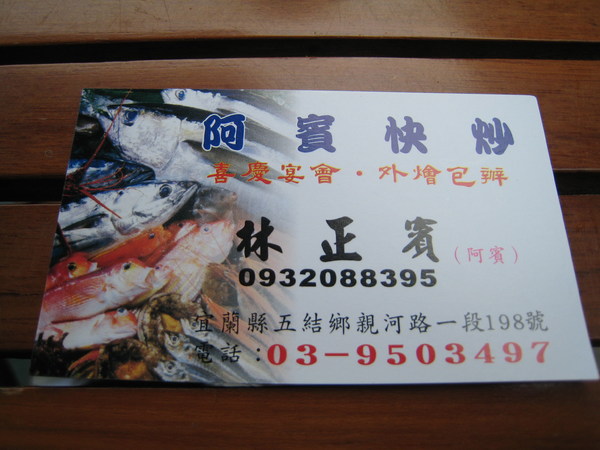 阿賓快炒
喜慶宴會・外燴包辦
林正賓（阿賓）
0932088395
宜蘭縣五結鄉親河路一段198號
電話：03-9503497